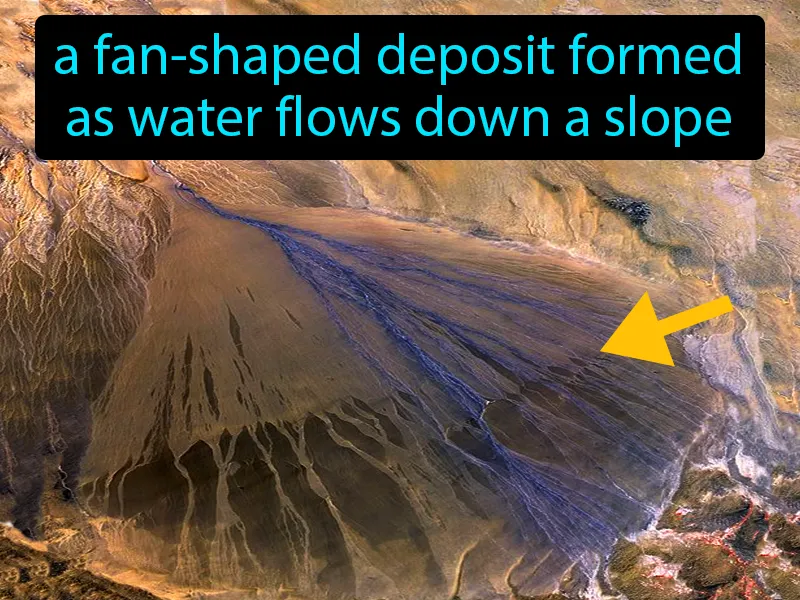 a fan-shaped deposit formed
as water flows down a slope